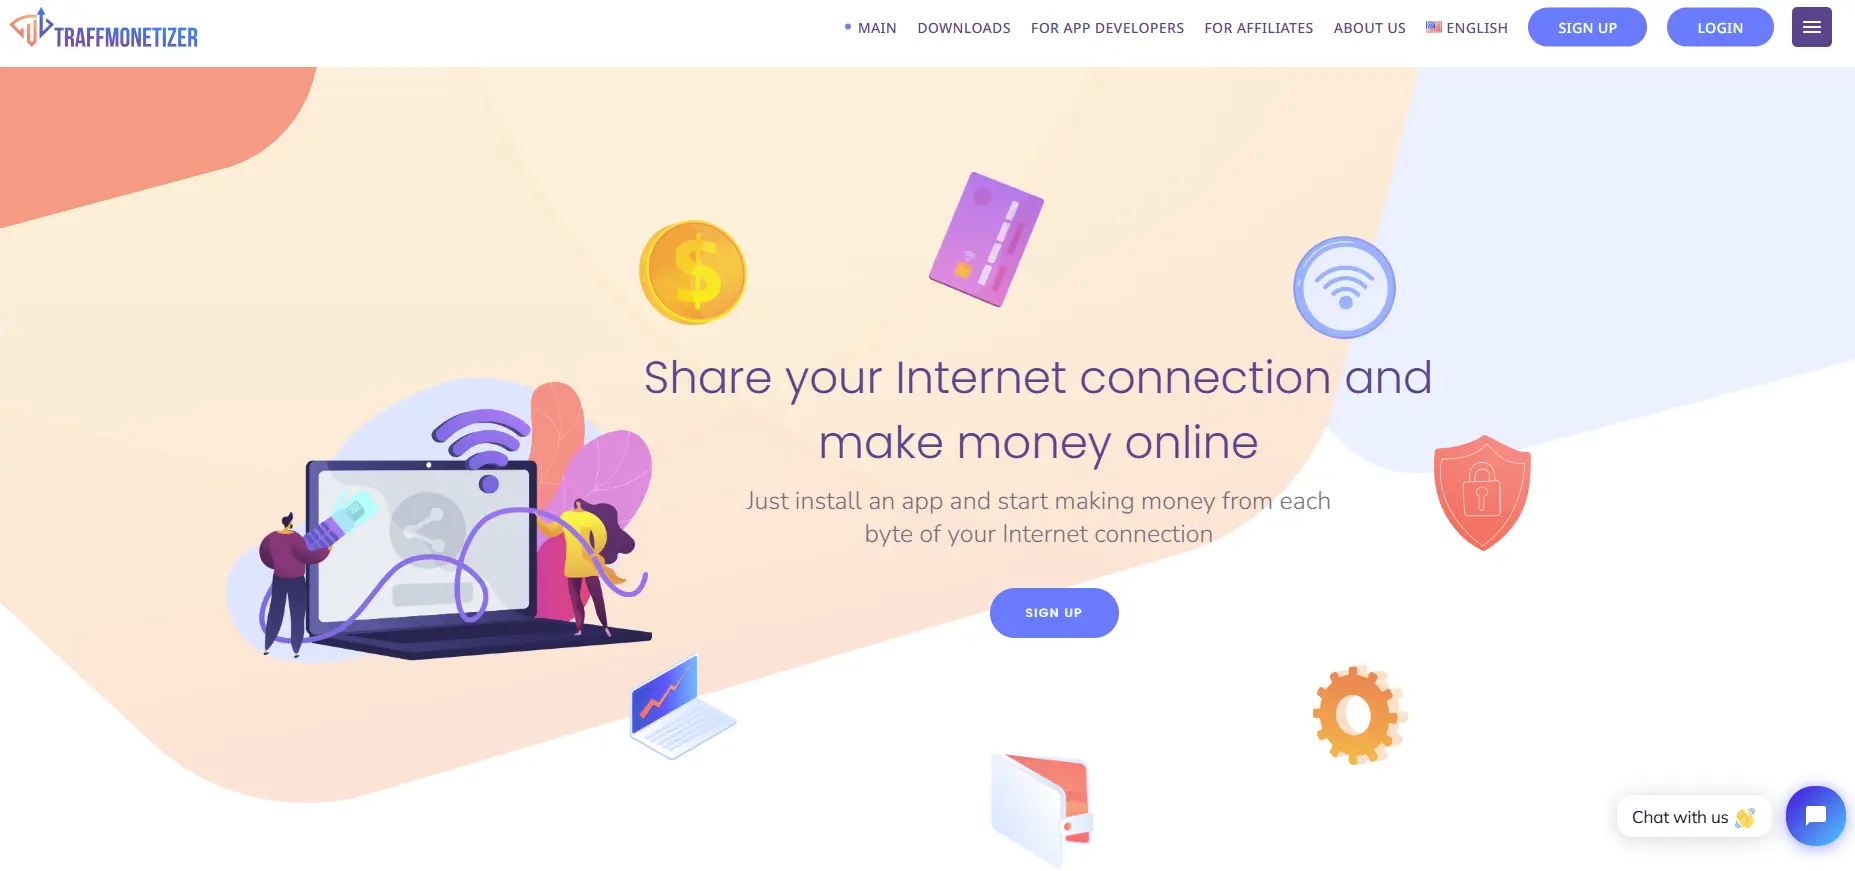 TRAFFMONETIZER
MAIN
DOWNLOADS
FOR APP DEVELOPERS
FOR AFFILIATES
ABOUT US
ENGLISH
SIGN UP
LOGIN
Share your Internet connection and
make money online
Just install an app and start making money from each
byte of your Internet connection
SIGN UP
Chat with us 👋